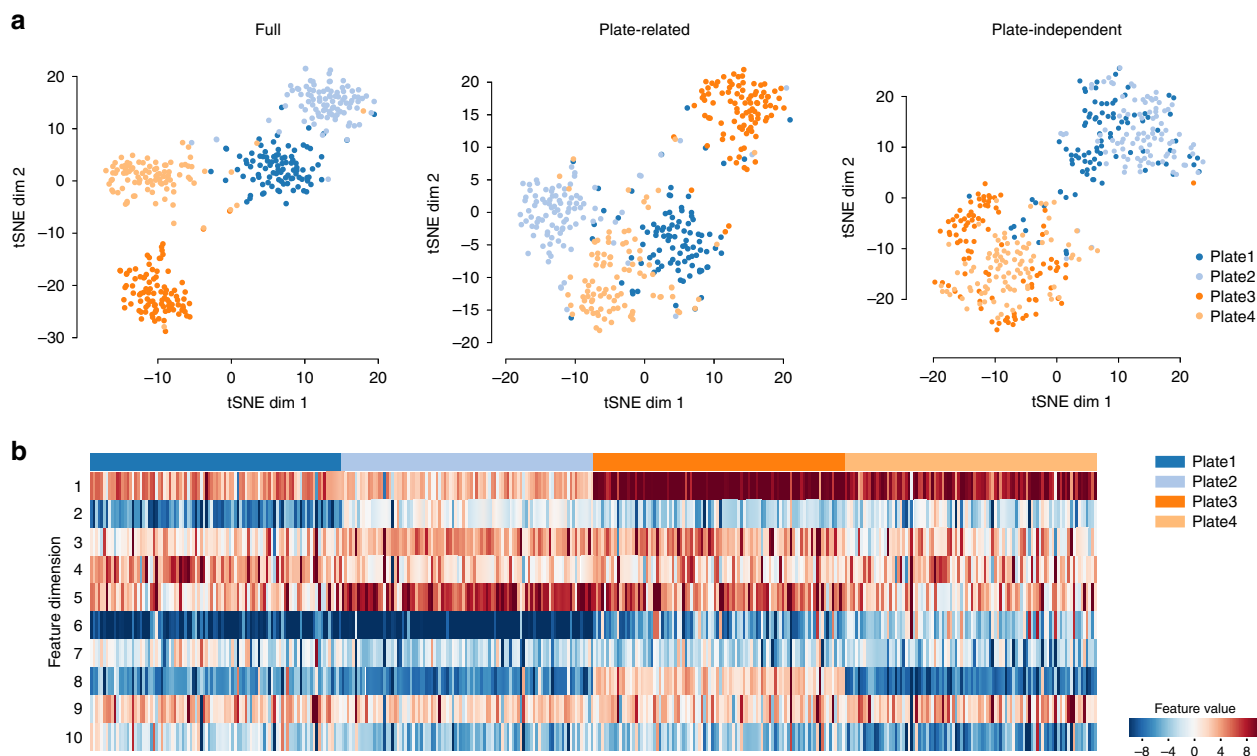 a
Full
Plate-related
Plate-independent
20
10
0
–10
–20
–30
tSNE dim 2
–10 0 10 20
tSNE dim 1
20
15
10
5
0
–5
–10
–15
–20
tSNE dim 2
–20 –10 0 10 20
tSNE dim 1
20
10
0
–10
–20
tSNE dim 2
–20 –10 0 10 20
tSNE dim 1
Plate1
Plate2
Plate3
Plate4
b
Feature dimension
1
2
3
4
5
6
7
8
9
10
Plate1
Plate2
Plate3
Plate4
Feature value
–8 –4 0 4 8